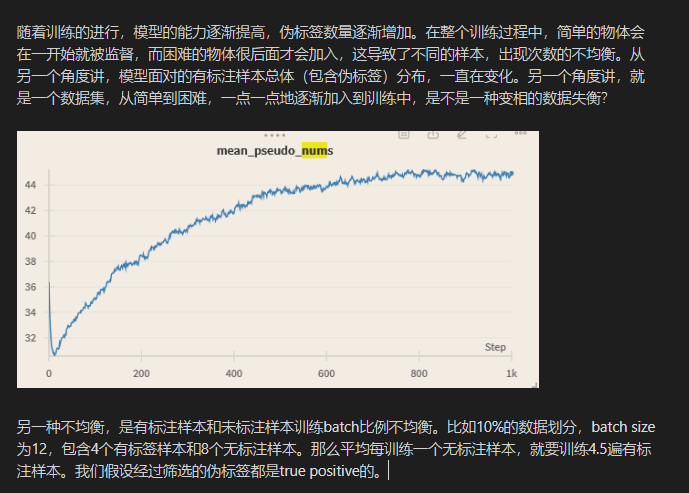 随着训练的进行，模型的能力逐渐提高，伪标签数量逐渐增加。在整个训练过程中，简单的物体会
在一开始就被监督，而困难的物体很后面才会加入，这导致了不同的样本，出现次数的不均衡。从
另一个角度讲，模型面对的有标注样本总体（包含伪标签）分布，一直在变化。另一个角度讲，就
是一个数据集，从简单到困难，一点一点地逐渐加入到训练中，是不是一种变相的数据失衡？
mean_pseudo_nums
44
42
40
38
36
34
32
Step
0 200 400 600 800 1k
另一种不均衡，是有标注样本和未标注样本训练batch比例不均衡。比如10%的数据划分，batch size
为12，包含4个有标签样本和8个无标注样本。那么平均每训练一个无标注样本，就要训练4.5遍有标
注样本。我们假设经过筛选的伪标签都是true positive的。